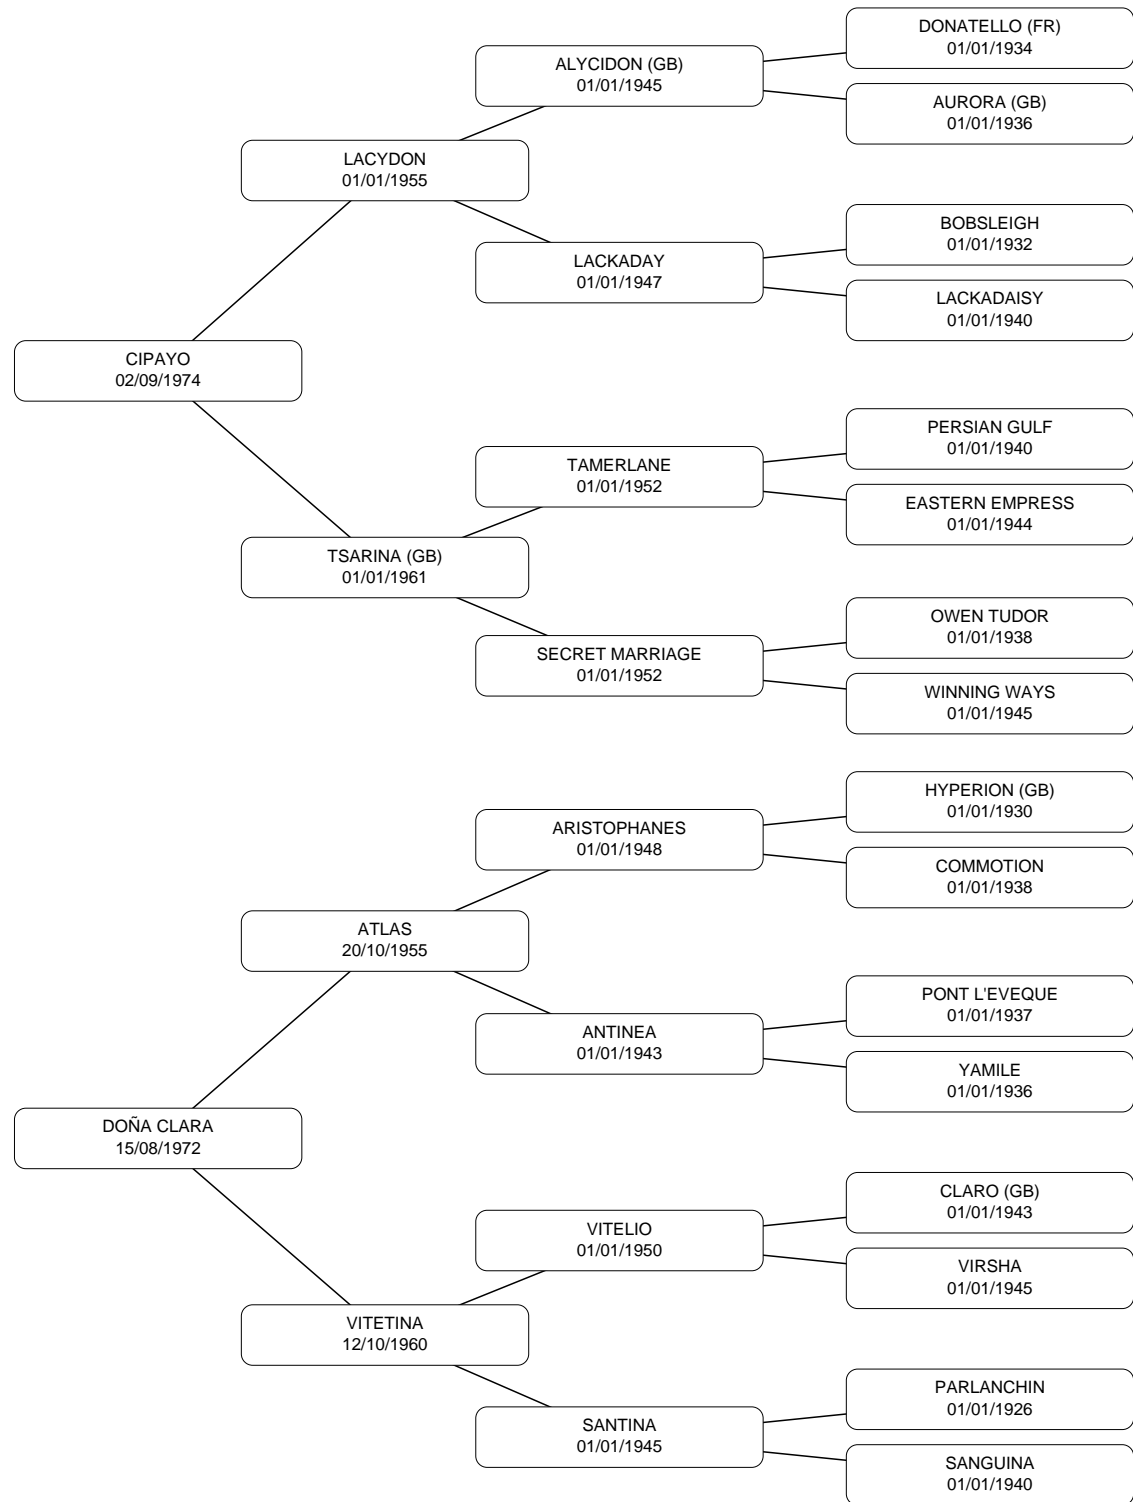 DONATELLO (FR)
01/01/1934
ALYCIDON (GB)
01/01/1945
AURORA (GB)
01/01/1936
LACYDON
01/01/1955
BOBSLEIGH
01/01/1932
LACKADAY
01/01/1947
LACKADAISY
01/01/1940
CIPAYO
02/09/1974
PERSIAN GULF
01/01/1940
TAMERLANE
01/01/1952
EASTERN EMPRESS
01/01/1944
TSARINA (GB)
01/01/1961
OWEN TUDOR
01/01/1938
SECRET MARRIAGE
01/01/1952
WINNING WAYS
01/01/1945
HYPERION (GB)
01/01/1930
ARISTOPHANES
01/01/1948
COMMOTION
01/01/1938
ATLAS
20/10/1955
PONT L'EVEQUE
01/01/1937
ANTINEA
01/01/1943
YAMILE
01/01/1936
DOÑA CLARA
15/08/1972
CLARO (GB)
01/01/1943
VITELIO
01/01/1950
VIRSHA
01/01/1945
VITETINA
12/10/1960
PARLANCHIN
01/01/1926
SANTINA
01/01/1945
SANGUINA
01/01/1940